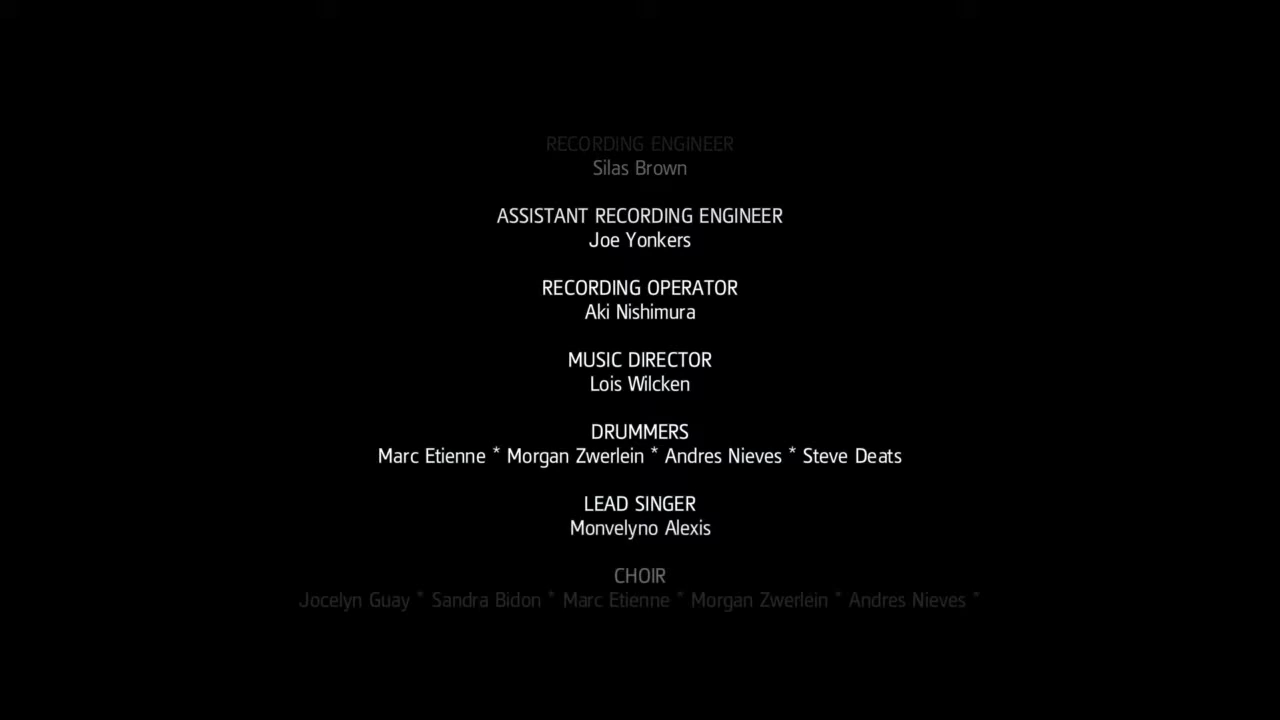 RECORDING ENGINEER
Silas Brown
ASSISTANT RECORDING ENGINEER
Joe Yonkers
RECORDING OPERATOR
Aki Nishimura
MUSIC DIRECTOR
Lois Wilcken
DRUMMERS
Marc Etienne * Morgan Zwerlein * Andres Nieves * Steve Deats
LEAD SINGER
Monvelyno Alexis
CHOIR
Jocelyn Guay * Sandra Bidon * Marc Etienne * Morgan Zwerlein * Andres Nieves *